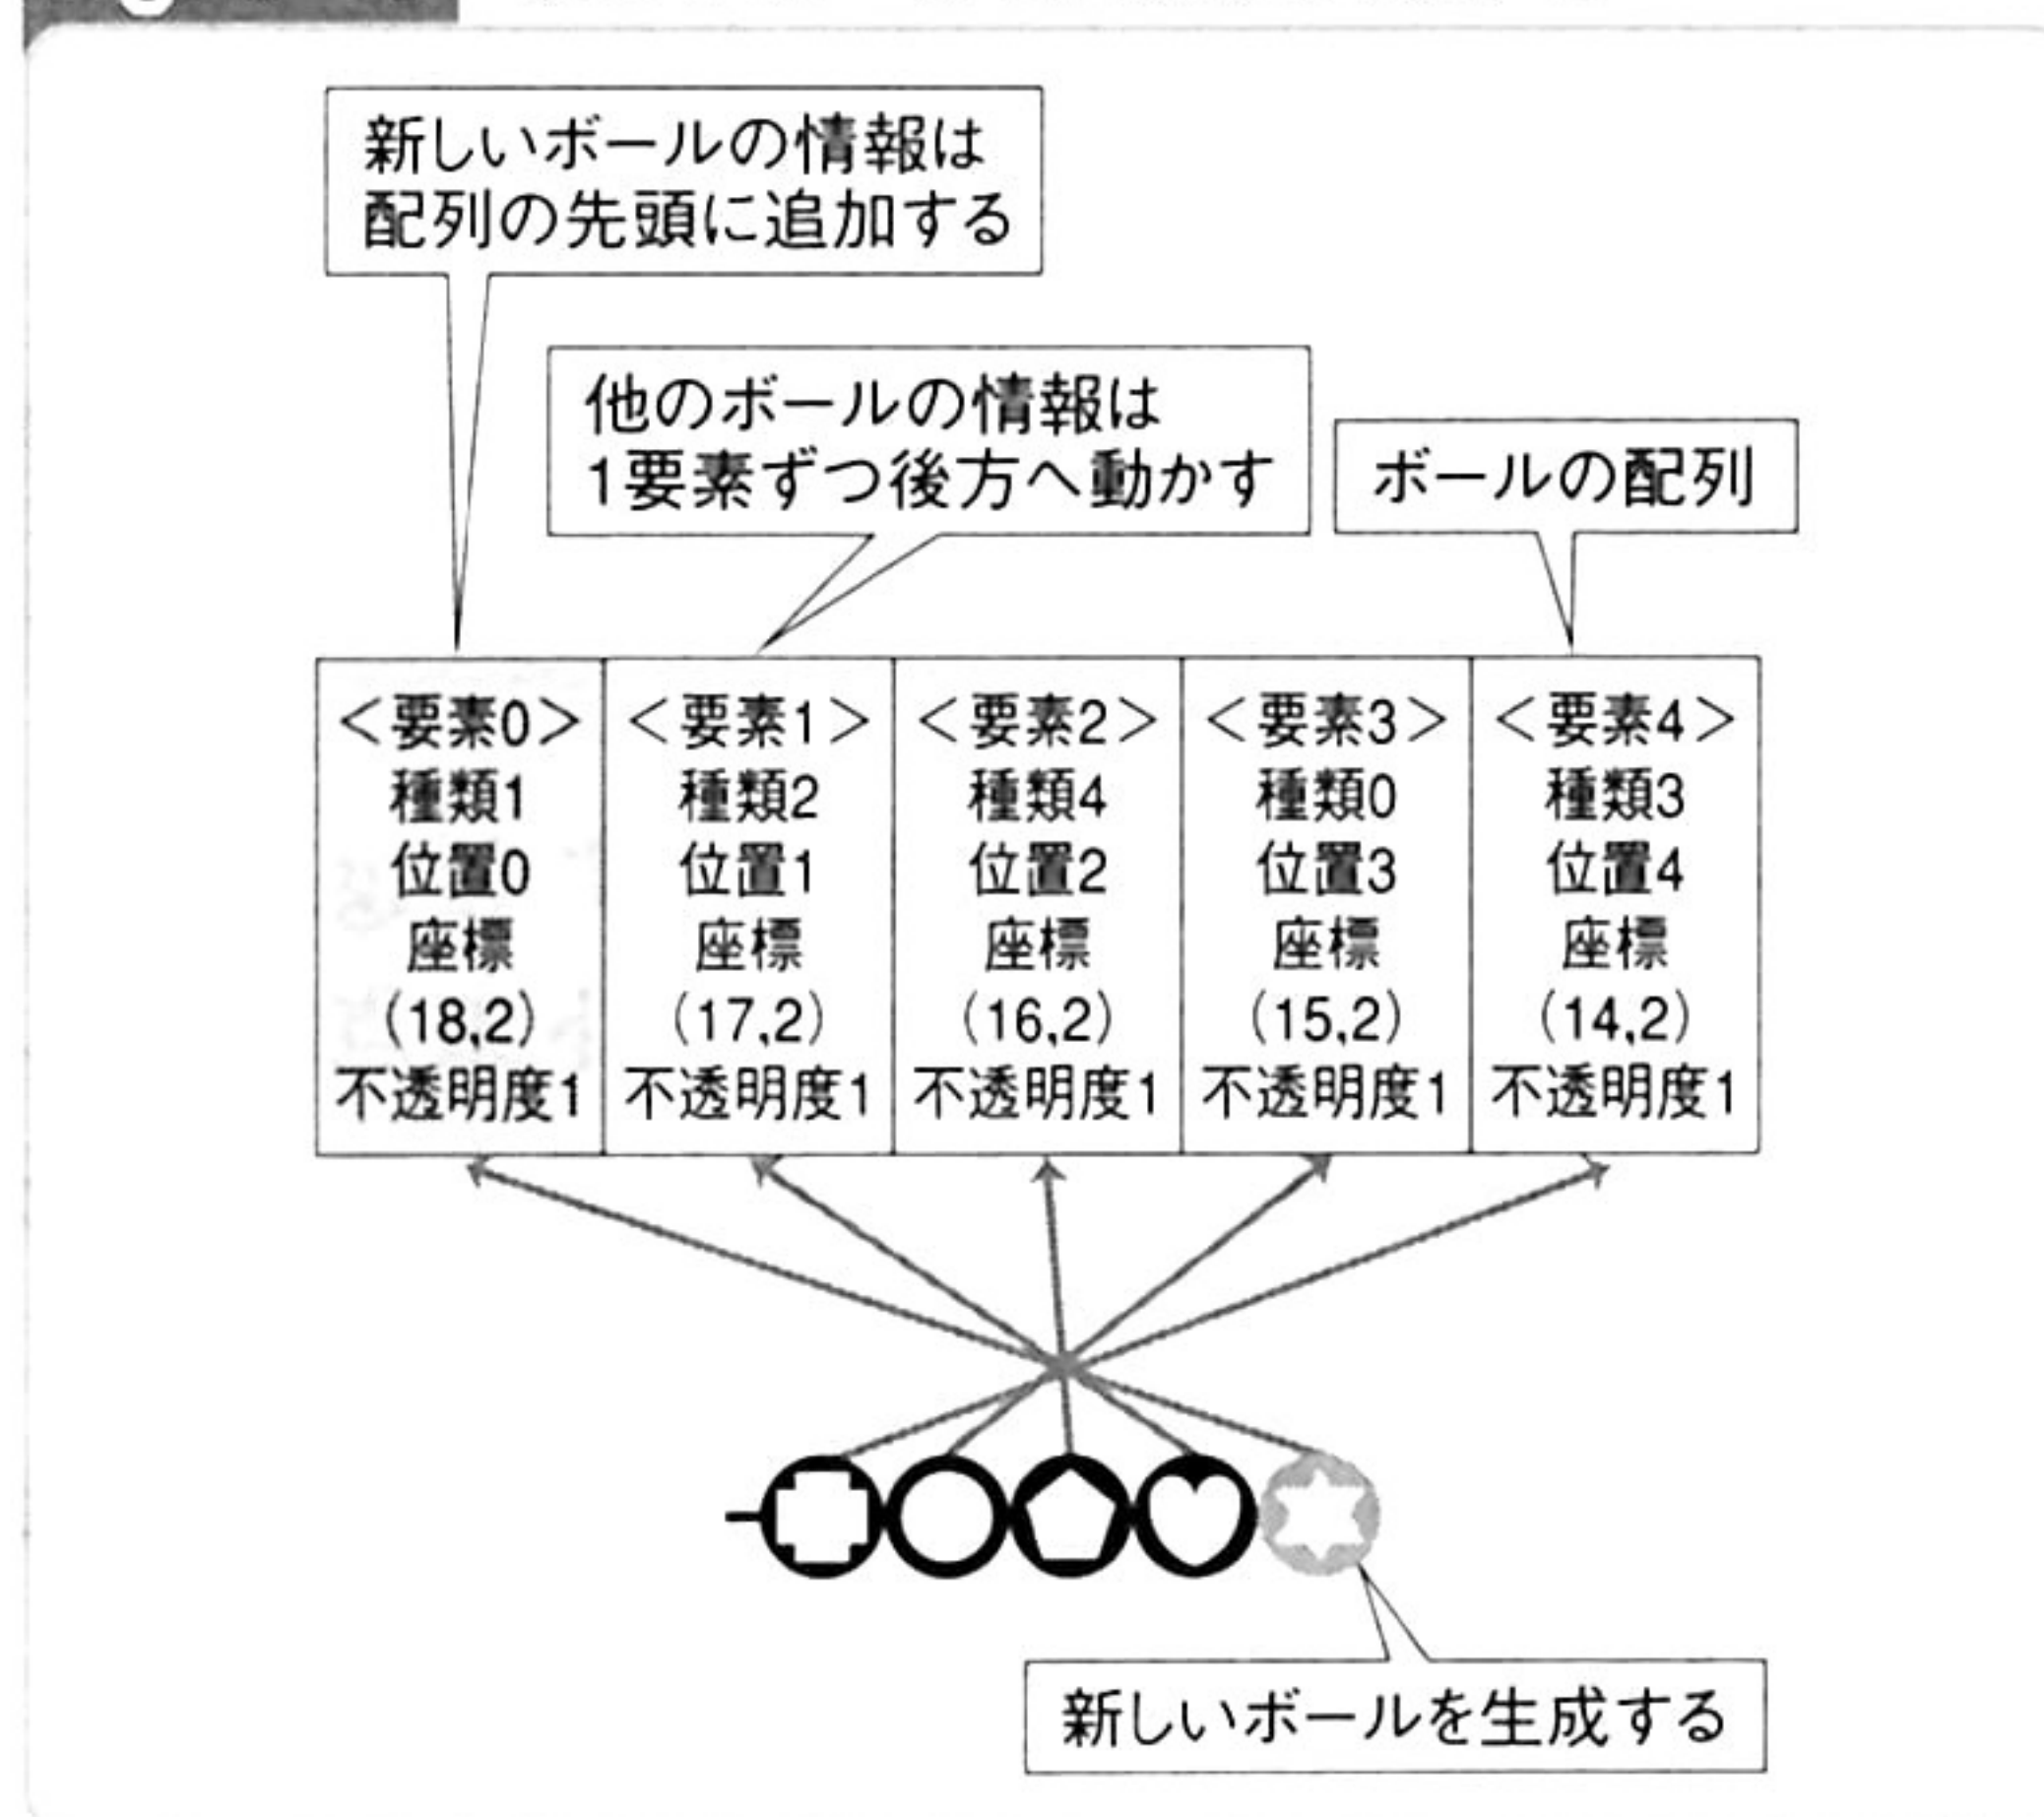 新しいボールの情報は
配列の先頭に追加する
他のボールの情報は
1要素ずつ後方へ動かす
ボールの配列
＜要素0＞
種類1
位置0
座標
(18,2)
不透明度1
＜要素1＞
種類2
位置1
座標
(17,2)
不透明度1
＜要素2＞
種類4
位置2
座標
(16,2)
不透明度1
＜要素3＞
種類0
位置3
座標
(15,2)
不透明度1
＜要素4＞
種類3
位置4
座標
(14,2)
不透明度1
新しいボールを生成する